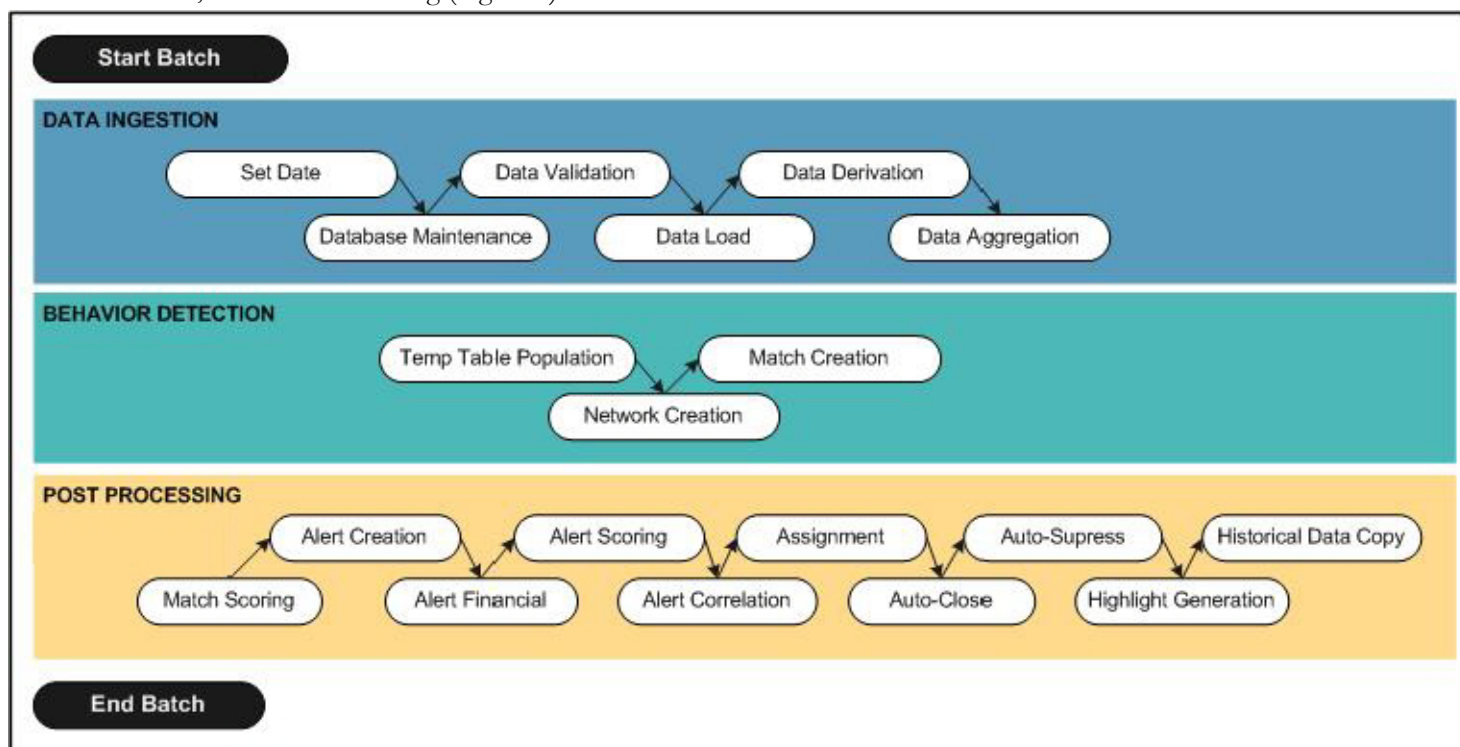 Start Batch
DATA INGESTION
Set Date
Data Validation
Data Derivation
Database Maintenance
Data Load
Data Aggregation
BEHAVIOR DETECTION
Temp Table Population
Match Creation
Network Creation
POST PROCESSING
Alert Creation
Alert Scoring
Assignment
Auto-Supress
Historical Data Copy
Match Scoring
Alert Financial
Alert Correlation
Auto-Close
Highlight Generation
End Batch